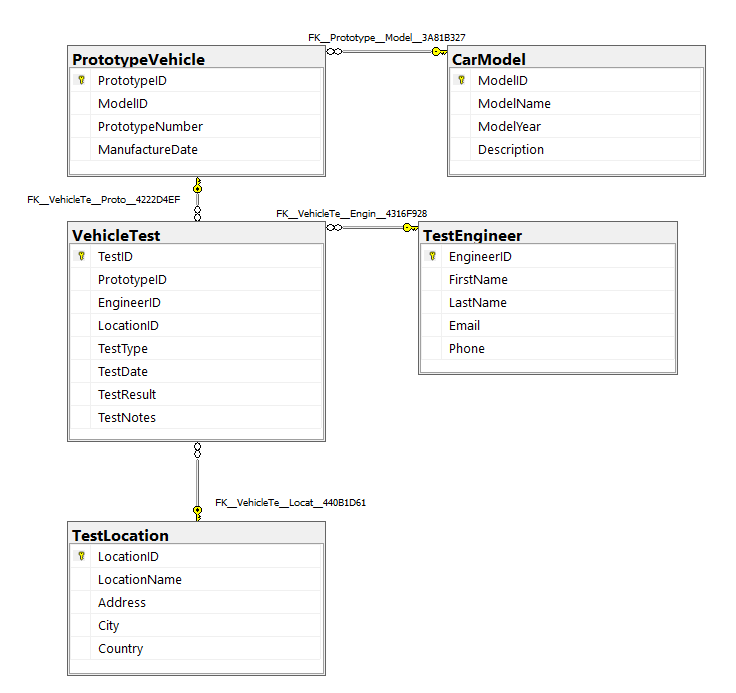 FK__Prototype__Model__3A81B327
PrototypeVehicle
PrototypeID
ModelID
PrototypeNumber
ManufactureDate
CarModel
ModelID
ModelName
ModelYear
Description
FK__VehicleTe__Proto__4222D4EF
FK__VehicleTe__Engin__4316F928
VehicleTest
TestID
PrototypeID
EngineerID
LocationID
TestType
TestDate
TestResult
TestNotes
TestEngineer
EngineerID
FirstName
LastName
Email
Phone
FK__VehicleTe__Locat__440B1D61
TestLocation
LocationID
LocationName
Address
City
Country